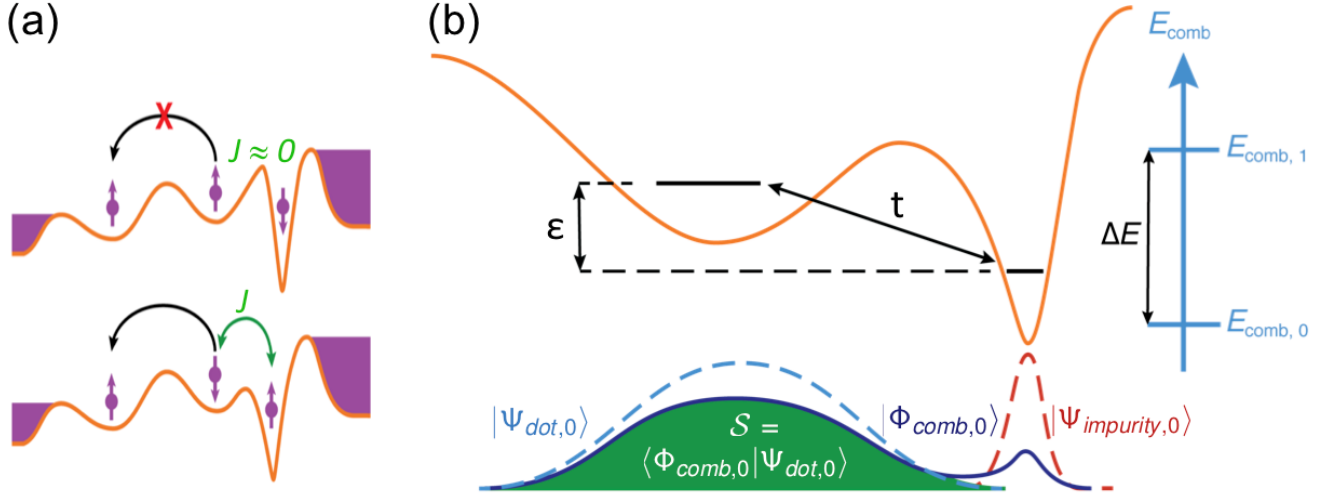 (a)
X
J ≈ 0
J
(b)
E_comb
E_comb, 1
ε
t
ΔE
E_comb, 0
|Ψ_dot,0⟩
S =
⟨Φ_comb,0|Ψ_dot,0⟩
|Φ_comb,0⟩
|Ψ_impurity,0⟩